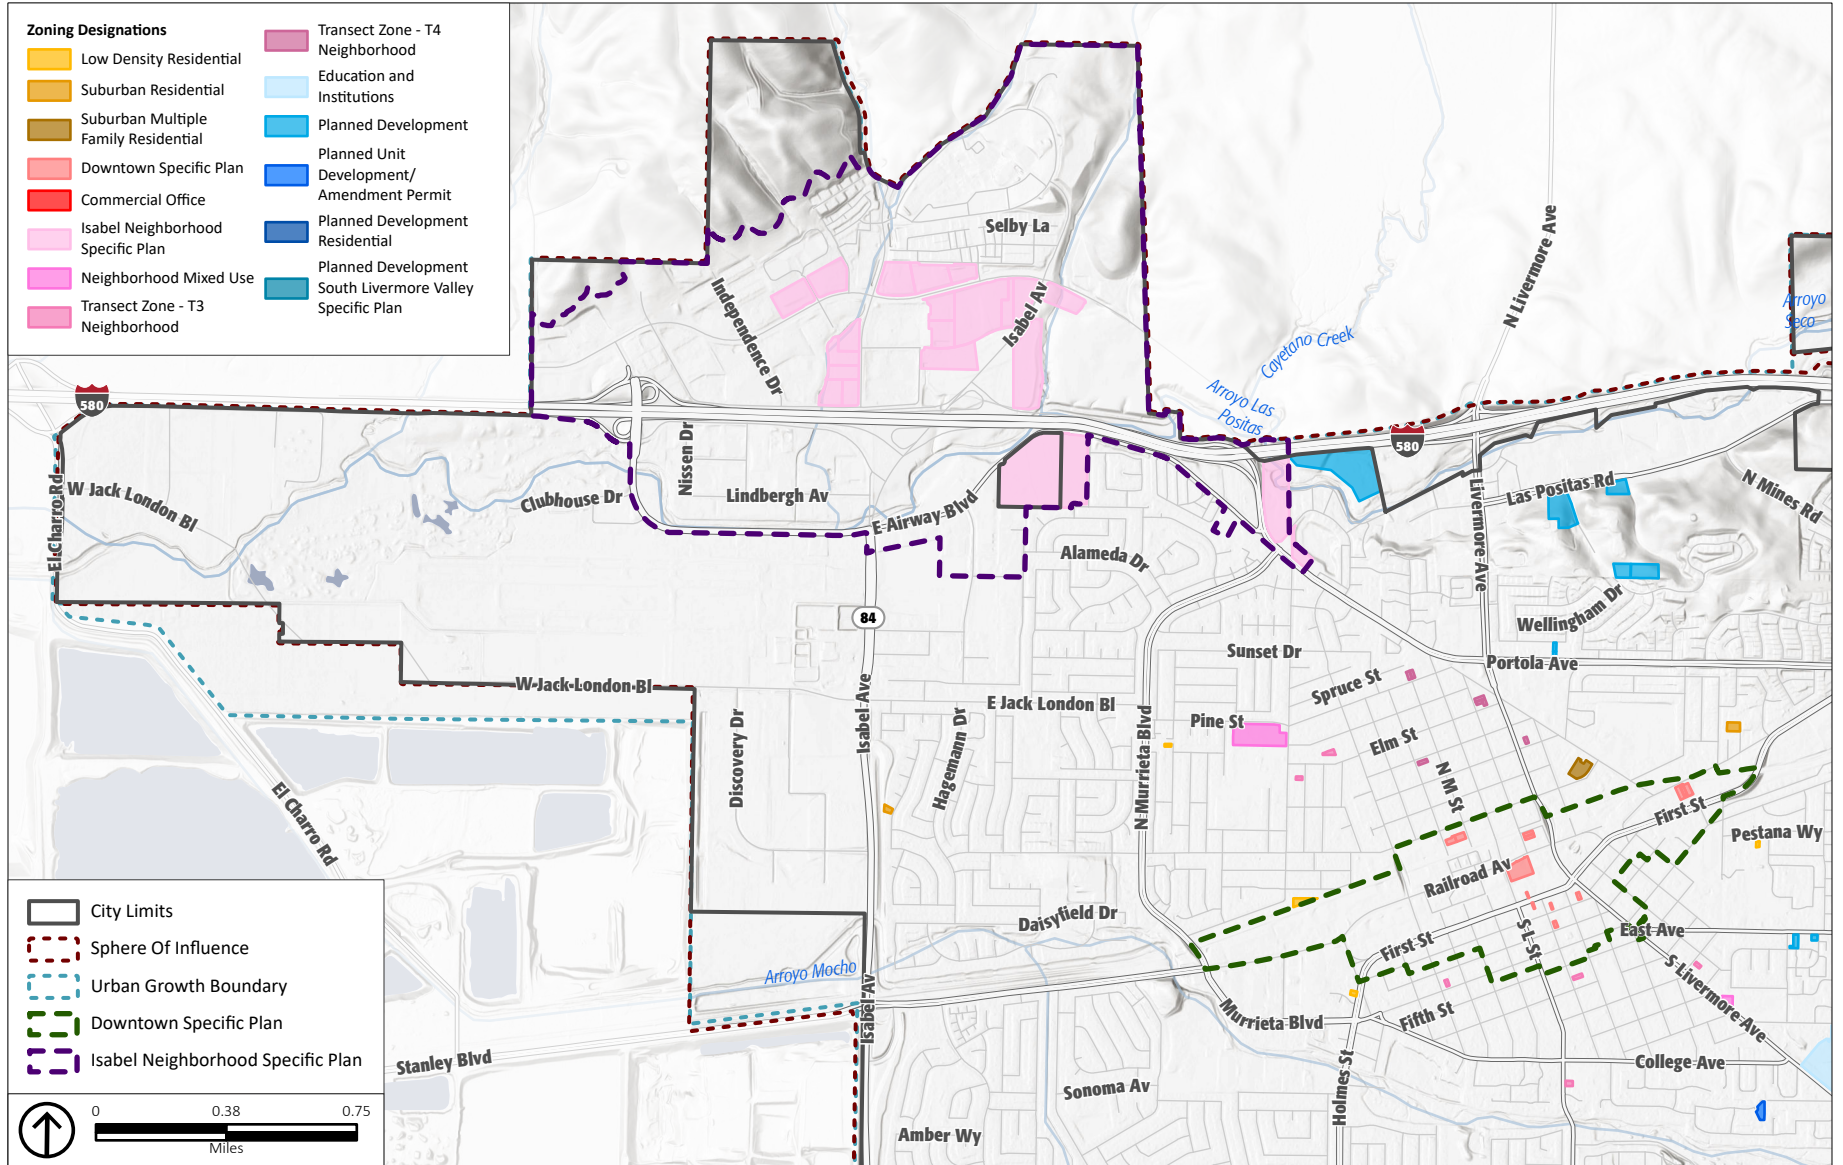 Zoning Designations
Low Density Residential
Suburban Residential
Suburban Multiple
Family Residential
Downtown Specific Plan
Commercial Office
Isabel Neighborhood
Specific Plan
Neighborhood Mixed Use
Transect Zone - T3
Neighborhood
Transect Zone - T4
Neighborhood
Education and
Institutions
Planned Development
Planned Unit
Development/
Amendment Permit
Planned Development
Residential
Planned Development
South Livermore Valley
Specific Plan
Selby La
Independence Dr
Isabel Av
N Livermore Ave
Arroyo
Seco
Cayetano Creek
Arroyo Las
Positas
580
580
El Charro Rd
W Jack London Bl
Clubhouse Dr
Nissen Dr
Lindbergh Av
E Airway Blvd
Alameda Dr
Livermore Ave
Las Positas Rd
N Mines Rd
Wellingham Dr
84
Sunset Dr
Portola Ave
W Jack London Bl
Isabel Ave
E Jack London Bl
Spruce St
Pine St
Discovery Dr
Hagemann Dr
N Murrieta Blvd
Elm St
N M St
El Charro Rd
First St
Pestana Wy
Railroad Av
Daisyfield Dr
First St
S L St
East Ave
Arroyo Mocho
Isabel Av
S Livermore Ave
Murrieta Blvd
Fifth St
Stanley Blvd
Holmes St
College Ave
Sonoma Av
Amber Wy
City Limits
Sphere Of Influence
Urban Growth Boundary
Downtown Specific Plan
Isabel Neighborhood Specific Plan
0 0.38 0.75
Miles